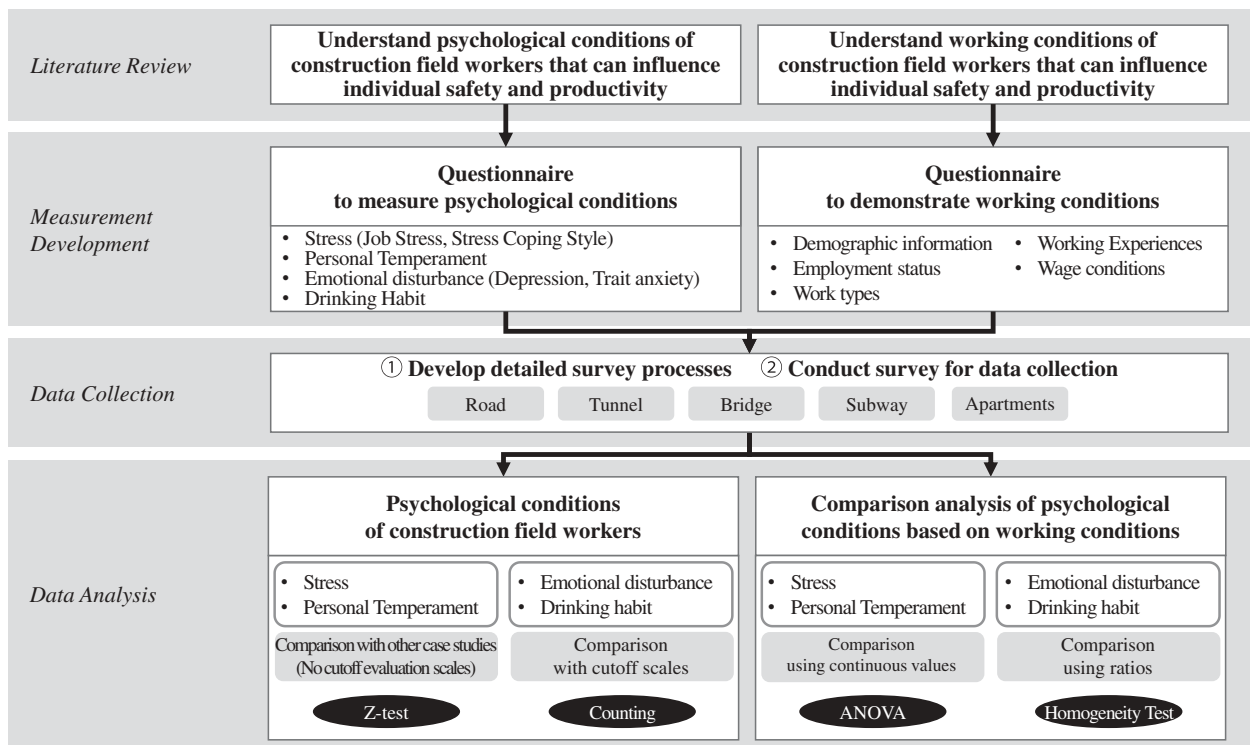 Literature Review
Understand psychological conditions of
construction field workers that can influence
individual safety and productivity
Understand working conditions of
construction field workers that can influence
individual safety and productivity
Measurement
Development
Questionnaire
to measure psychological conditions
• Stress (Job Stress, Stress Coping Style)
• Personal Temperament
• Emotional disturbance (Depression, Trait anxiety)
• Drinking Habit
Questionnaire
to demonstrate working conditions
• Demographic information
• Employment status
• Work types
• Working Experiences
• Wage conditions
Data Collection
① Develop detailed survey processes ② Conduct survey for data collection
Road Tunnel Bridge Subway Apartments
Data Analysis
Psychological conditions
of construction field workers
• Stress
• Personal Temperament
Comparison with other case studies
(No cutoff evaluation scales)
Z-test
• Emotional disturbance
• Drinking habit
Comparison
with cutoff scales
Counting
Comparison analysis of psychological
conditions based on working conditions
• Stress
• Personal Temperament
Comparison
using continuous values
ANOVA
• Emotional disturbance
• Drinking habit
Comparison
using ratios
Homogeneity Test